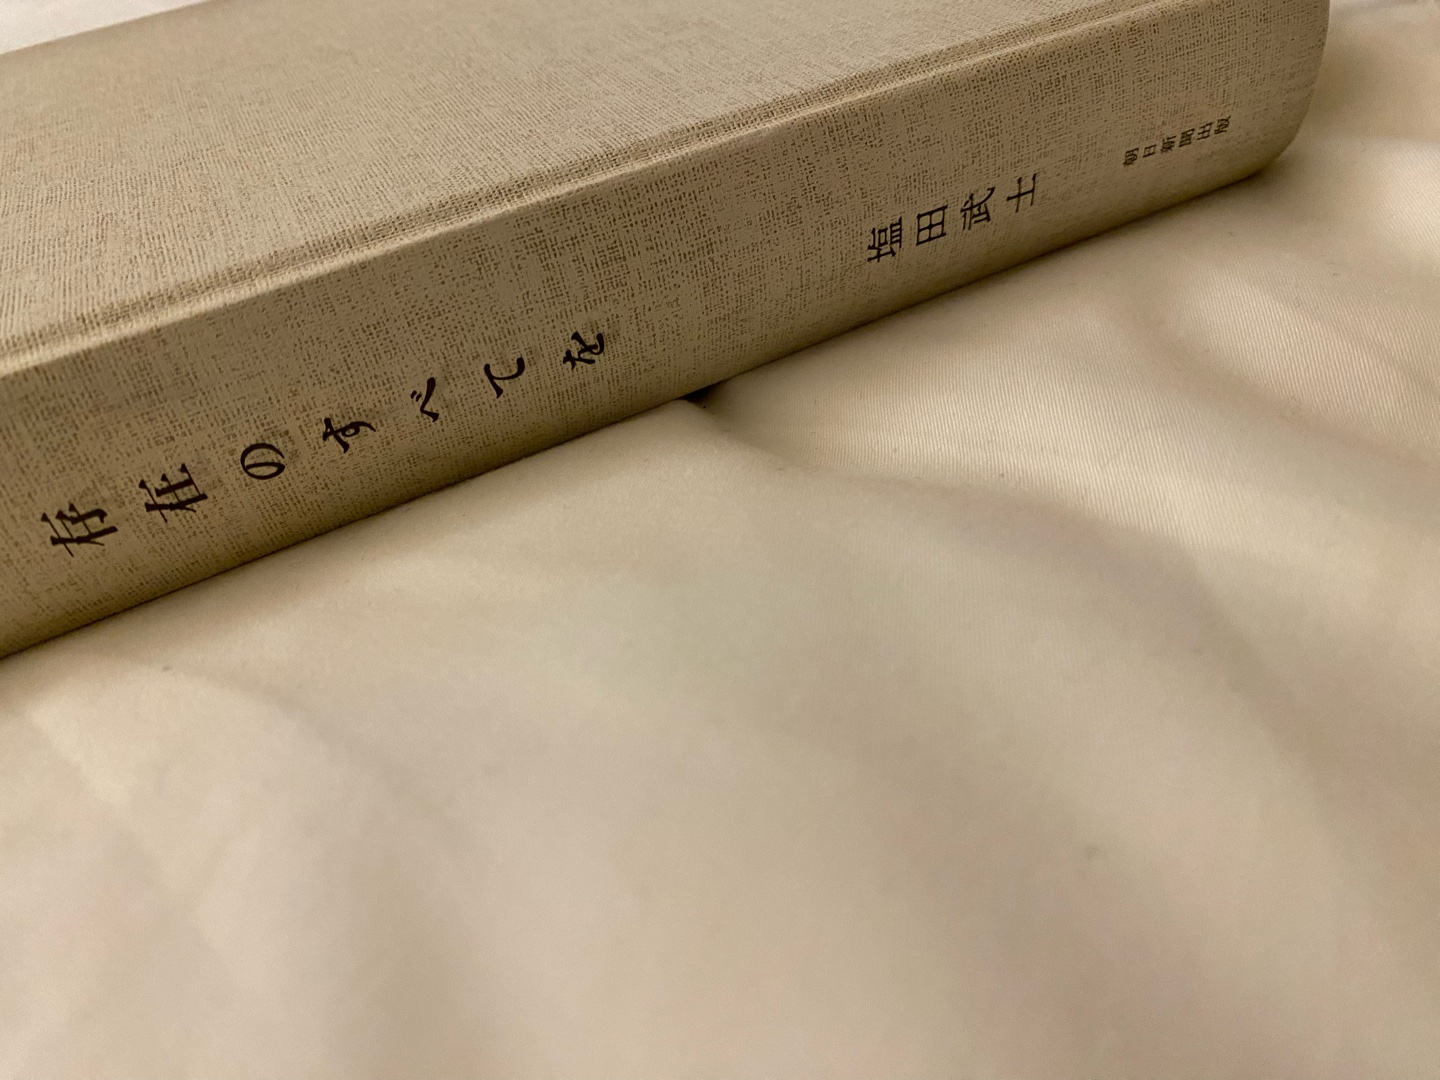 存在のすべてを
塩田武士
朝日新聞出版